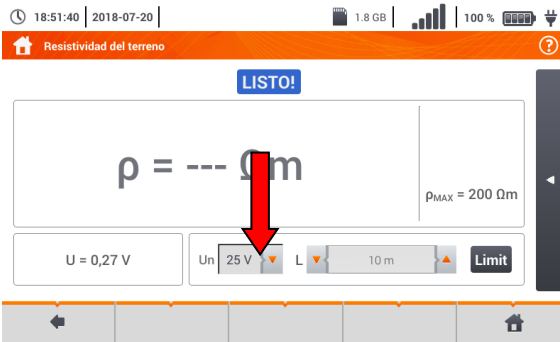 18:51:40 2018-07-20 1.8 GB 100 %
Resistividad del terreno ?
LISTO!
ρ = --- Ωm
ρMAX = 200 Ωm
U = 0,27 V Un 25 V L 10 m Limit